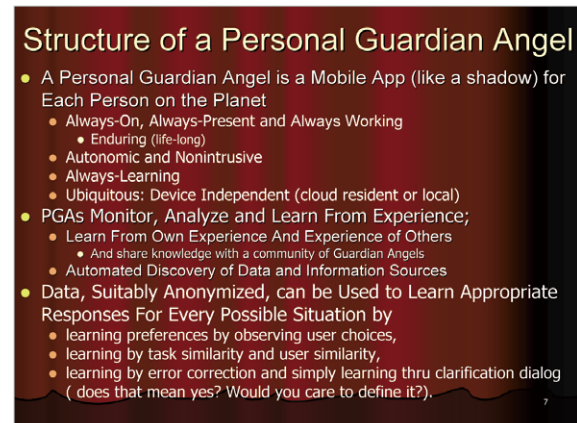 Structure of a Personal Guardian Angel
A Personal Guardian Angel is a Mobile App (like a shadow) for
Each Person on the Planet
Always-On, Always-Present and Always Working
Enduring (life-long)
Autonomic and Nonintrusive
Always-Learning
Ubiquitous: Device Independent (cloud resident or local)
PGAs Monitor, Analyze and Learn From Experience;
Learn From Own Experience And Experience of Others
And share knowledge with a community of Guardian Angels
Automated Discovery of Data and Information Sources
Data, Suitably Anonymized, can be Used to Learn Appropriate
Responses For Every Possible Situation by
learning preferences by observing user choices,
learning by task similarity and user similarity,
learning by error correction and simply learning thru clarification dialog
( does that mean yes? Would you care to define it?).
7